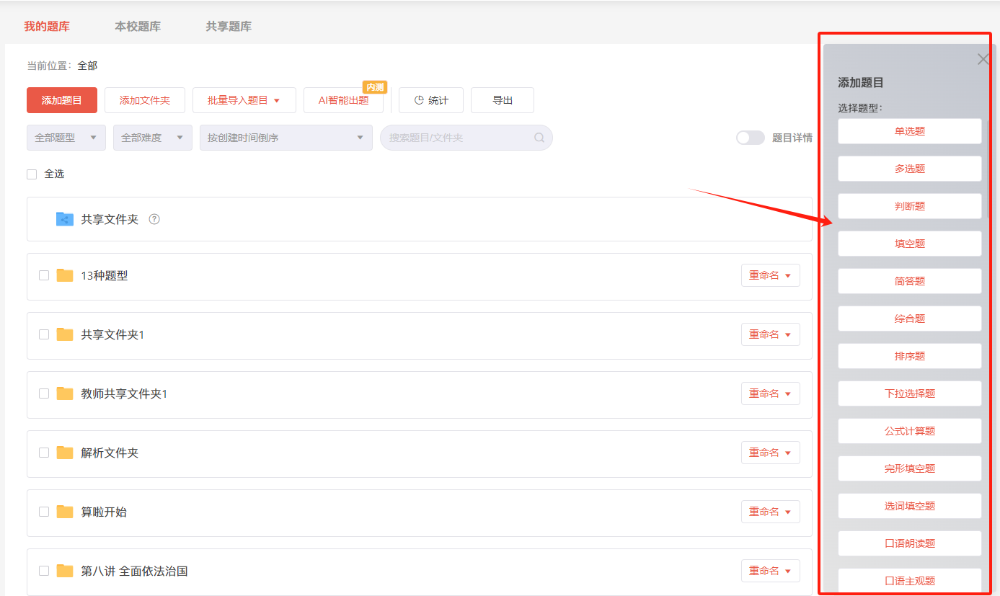 我的题库 本校题库 共享题库
当前位置：全部
添加题目 添加文件夹 批量导入题目 AI智能出题 内测 统计 导出
全部题型 全部难度 按创建时间倒序 搜索题目/文件夹 题目详情
全选
共享文件夹 ?
13种题型 重命名
共享文件夹1 重命名
教师共享文件夹1 重命名
解析文件夹 重命名
算啦开始 重命名
第八讲 全面依法治国 重命名
添加题目
选择题型：
单选题
多选题
判断题
填空题
简答题
综合题
排序题
下拉选择题
公式计算题
完形填空题
选词填空题
口语朗读题
口语主观题